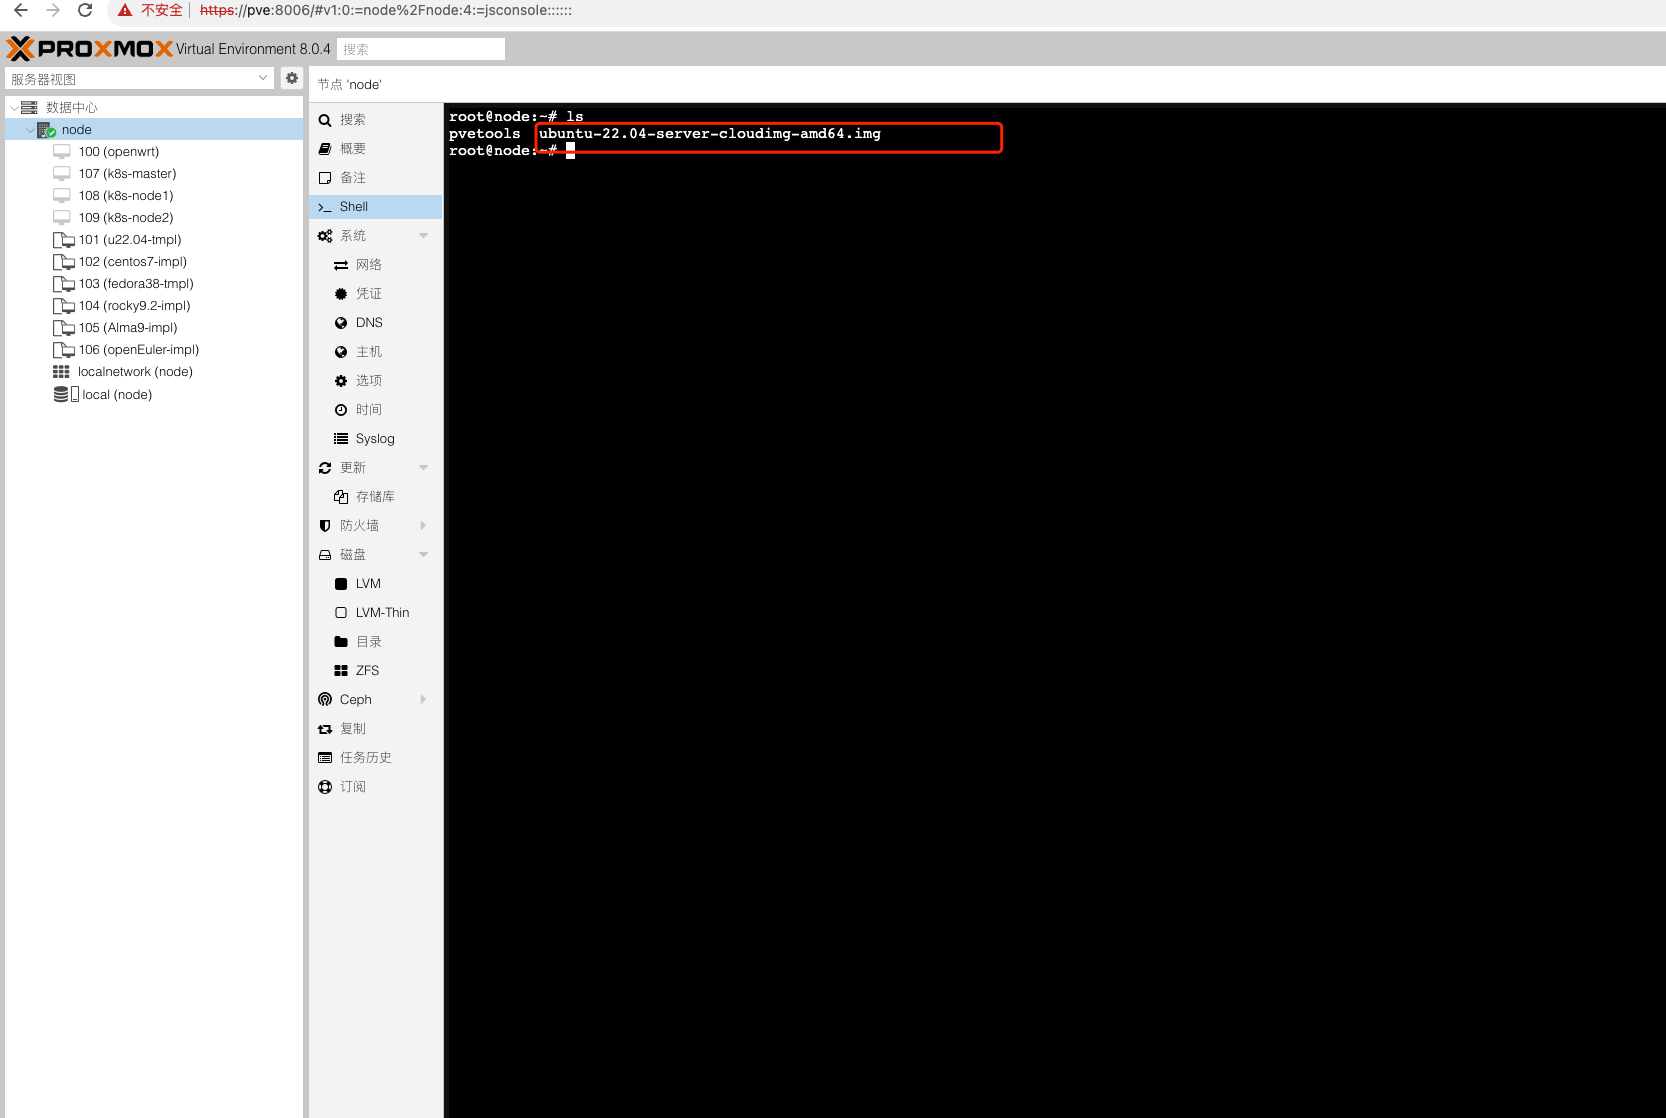 不安全 https://pve:8006/#v1:0:=node%2Fnode:4:=jsconsole::::::
PROXMOX Virtual Environment 8.0.4 搜索
服务器视图
数据中心
node
100 (openwrt)
107 (k8s-master)
108 (k8s-node1)
109 (k8s-node2)
101 (u22.04-tmpl)
102 (centos7-impl)
103 (fedora38-tmpl)
104 (rocky9.2-impl)
105 (Alma9-impl)
106 (openEuler-impl)
localnetwork (node)
local (node)
节点 'node'
搜索
概要
备注
Shell
系统
网络
凭证
DNS
主机
选项
时间
Syslog
更新
存储库
防火墙
磁盘
LVM
LVM-Thin
目录
ZFS
Ceph
复制
任务历史
订阅
root@node:~# ls
pvetools ubuntu-22.04-server-cloudimg-amd64.img
root@node:~#